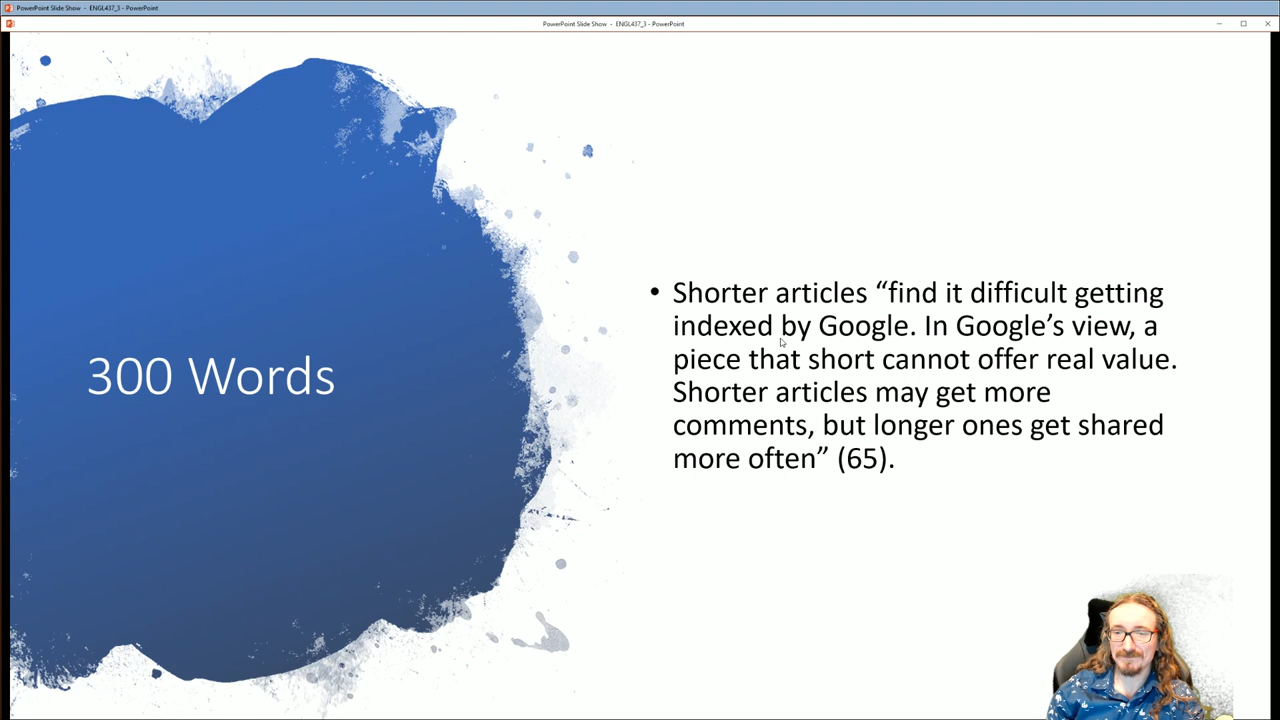 PowerPoint Slide Show - ENGL437_3 - PowerPoint
PowerPoint Slide Show - ENGL437_3 - PowerPoint
300 Words
• Shorter articles “find it difficult getting
indexed by Google. In Google’s view, a
piece that short cannot offer real value.
Shorter articles may get more
comments, but longer ones get shared
more often” (65).